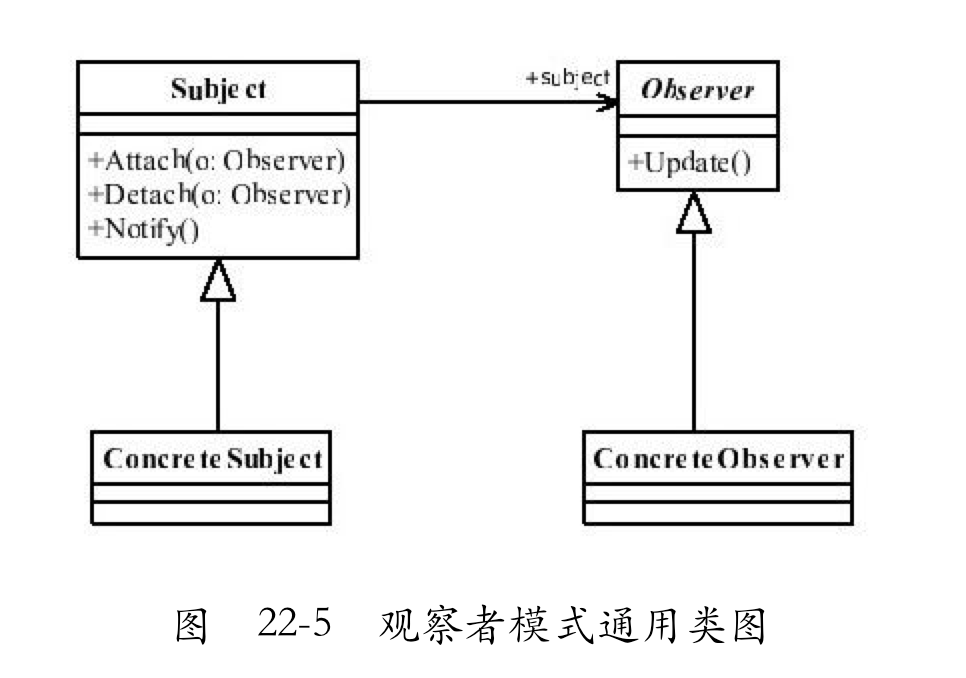 Subject
+Attach(o: Observer)
+Detach(o: Observer)
+Notify()
+subject
Observer
+Update()
ConcreteSubject
ConcreteObserver
图 22-5 观察者模式通用类图